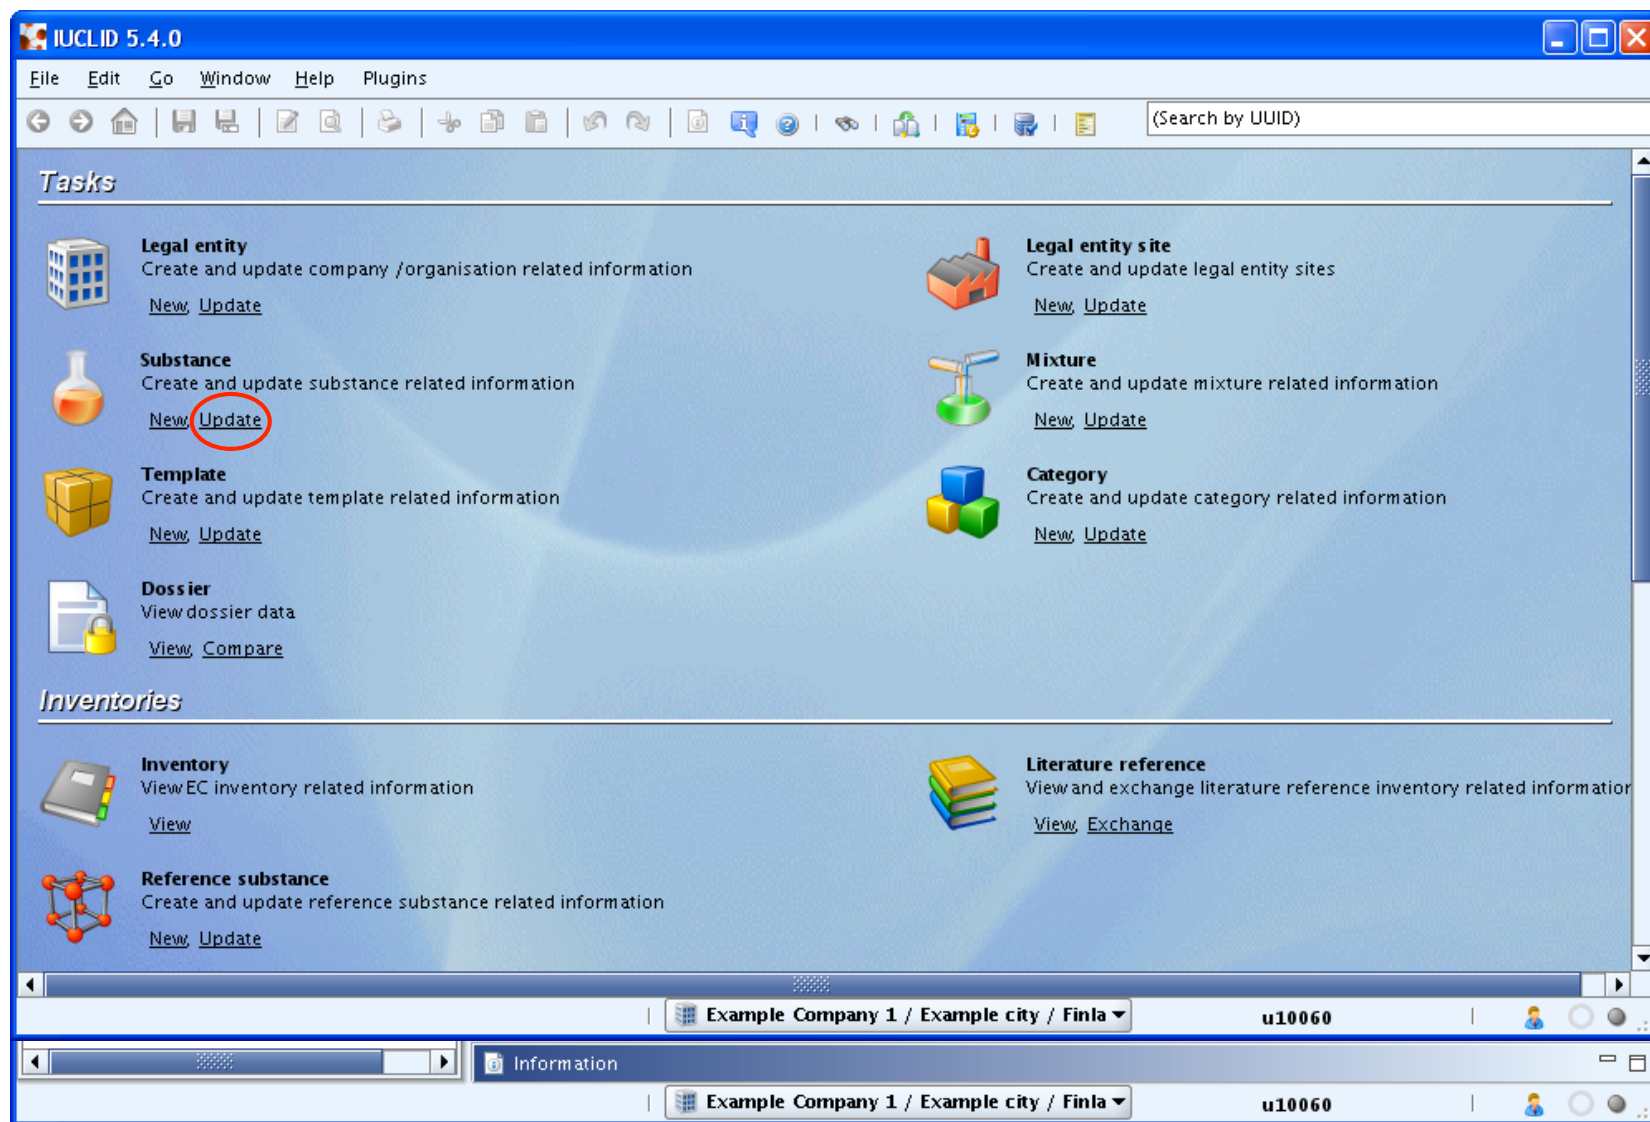 IUCLID 5.4.0
File Edit Go Window Help Plugins
(Search by UUID)
Tasks
Legal entity
Create and update company /organisation related information
New, Update
Legal entity site
Create and update legal entity sites
New, Update
Substance
Create and update substance related information
New, Update
Mixture
Create and update mixture related information
New, Update
Template
Create and update template related information
New, Update
Category
Create and update category related information
New, Update
Dossier
View dossier data
View, Compare
Inventories
Inventory
View EC inventory related information
View
Literature reference
View and exchange literature reference inventory related information
View, Exchange
Reference substance
Create and update reference substance related information
New, Update
Example Company 1 / Example city / Finla
u10060
Information
Example Company 1 / Example city / Finla
u10060